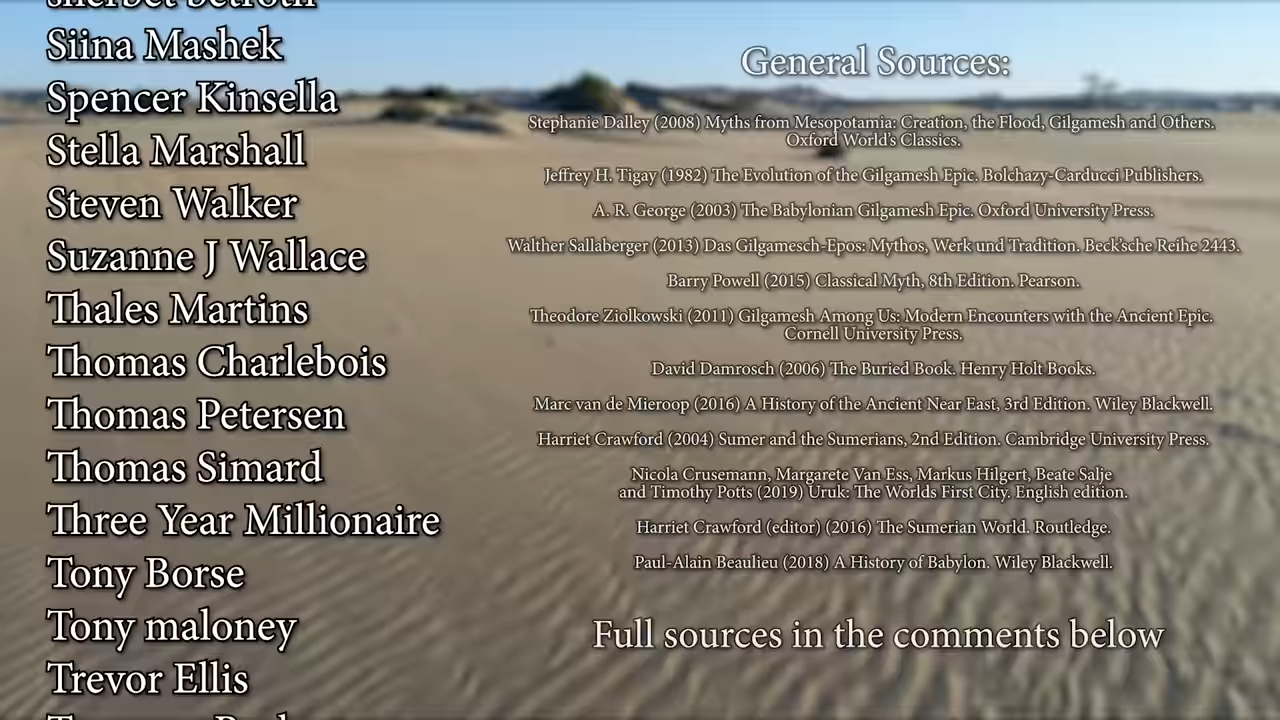 sherbet betroth
Siina Mashek
Spencer Kinsella
Stella Marshall
Steven Walker
Suzanne J Wallace
Thales Martins
Thomas Charlebois
Thomas Petersen
Thomas Simard
Three Year Millionaire
Tony Borse
Tony maloney
Trevor Ellis
General Sources:
Stephanie Dalley (2008) Myths from Mesopotamia: Creation, the Flood, Gilgamesh and Others.
Oxford World's Classics.
Jeffrey H. Tigay (1982) The Evolution of the Gilgamesh Epic. Bolchazy-Carducci Publishers.
A. R. George (2003) The Babylonian Gilgamesh Epic. Oxford University Press.
Walther Sallaberger (2013) Das Gilgamesch-Epos: Mythos, Werk und Tradition. Beck'sche Reihe 2443.
Barry Powell (2015) Classical Myth, 8th Edition. Pearson.
Theodore Ziolkowski (2011) Gilgamesh Among Us: Modern Encounters with the Ancient Epic.
Cornell University Press.
David Damrosch (2006) The Buried Book. Henry Holt Books.
Marc van de Mieroop (2016) A History of the Ancient Near East, 3rd Edition. Wiley Blackwell.
Harriet Crawford (2004) Sumer and the Sumerians, 2nd Edition. Cambridge University Press.
Nicola Crusemann, Margarete Van Ess, Markus Hilgert, Beate Salje
and Timothy Potts (2019) Uruk: The Worlds First City. English edition.
Harriet Crawford (editor) (2016) The Sumerian World. Routledge.
Paul-Alain Beaulieu (2018) A History of Babylon. Wiley Blackwell.
Full sources in the comments below